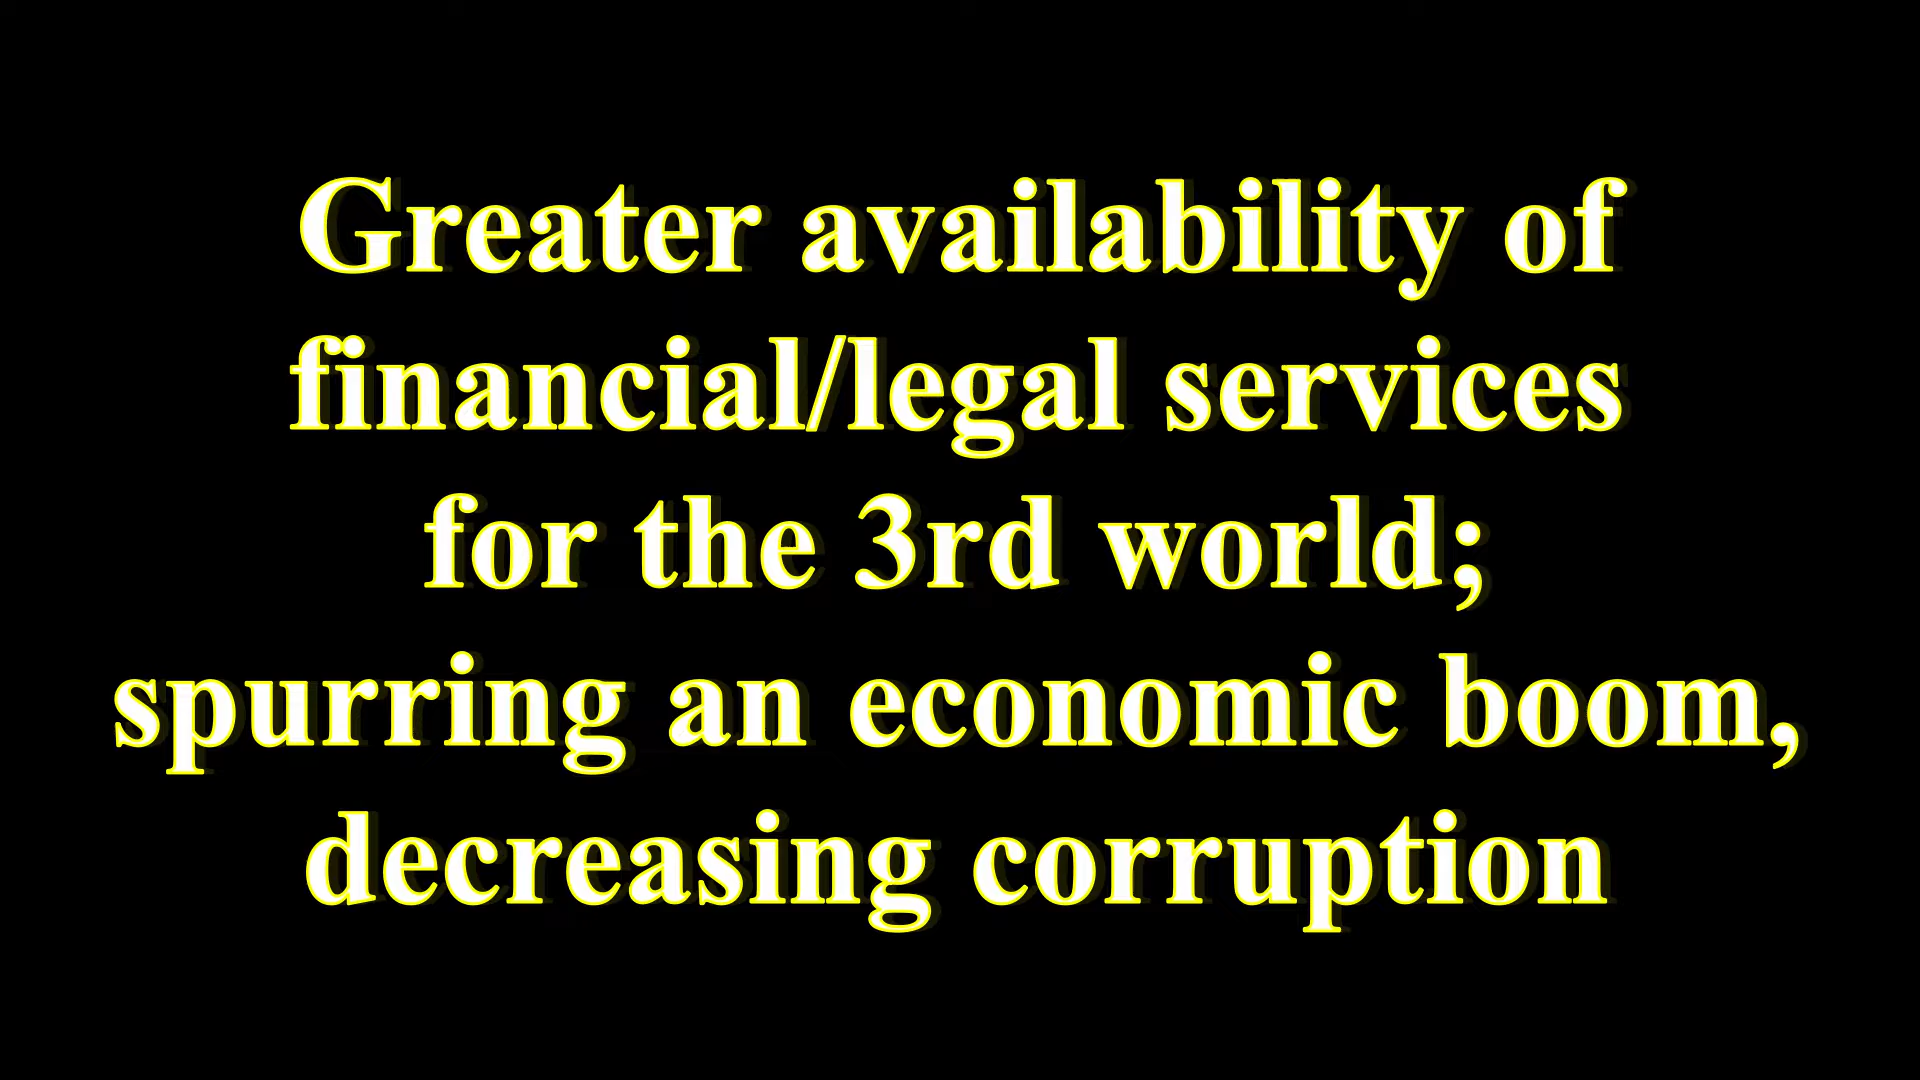 Greater availability of
financial/legal services
for the 3rd world;
spurring an economic boom,
decreasing corruption